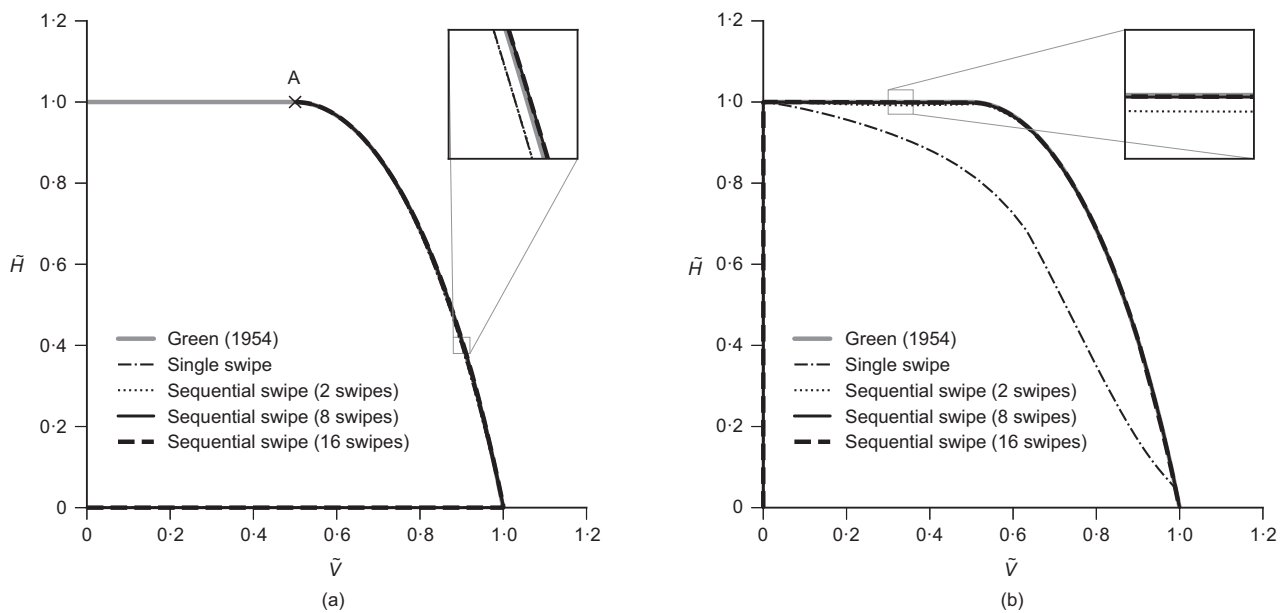 1·2
A
1·0
0·8
0·6
H̃
Green (1954)
Single swipe
0·4
Sequential swipe (2 swipes)
Sequential swipe (8 swipes)
0·2
Sequential swipe (16 swipes)
0
0 0·2 0·4 0·6 0·8 1·0 1·2
Ṽ
(a)
1·2
1·0
0·8
0·6
H̃
Green (1954)
Single swipe
0·4
Sequential swipe (2 swipes)
Sequential swipe (8 swipes)
0·2
Sequential swipe (16 swipes)
0
0 0·2 0·4 0·6 0·8 1·0 1·2
Ṽ
(b)